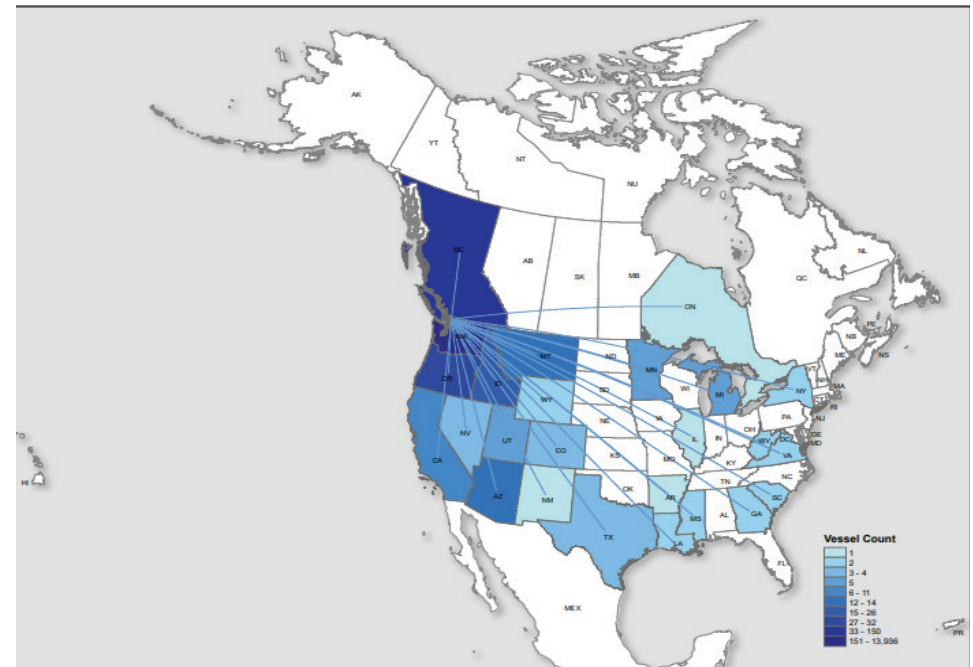 AK
YT
NT
NU
BC
AB
SK
MB
ON
QC
NL
PE
NB
NS
ME
WA
MT
ND
MN
OR
ID
WY
SD
WI
MI
NY
VT
NH
MA
CT
RI
NV
UT
CO
NE
IA
IL
IN
OH
PA
NJ
DE
MD
DC
WV
VA
CA
AZ
NM
KS
MO
KY
NC
OK
AR
TN
SC
TX
LA
MS
AL
GA
FL
HI
MEX
PR
Vessel Count
1
2
3 - 4
5
6 - 11
12 - 14
15 - 26
27 - 32
33 - 150
151 - 13,936